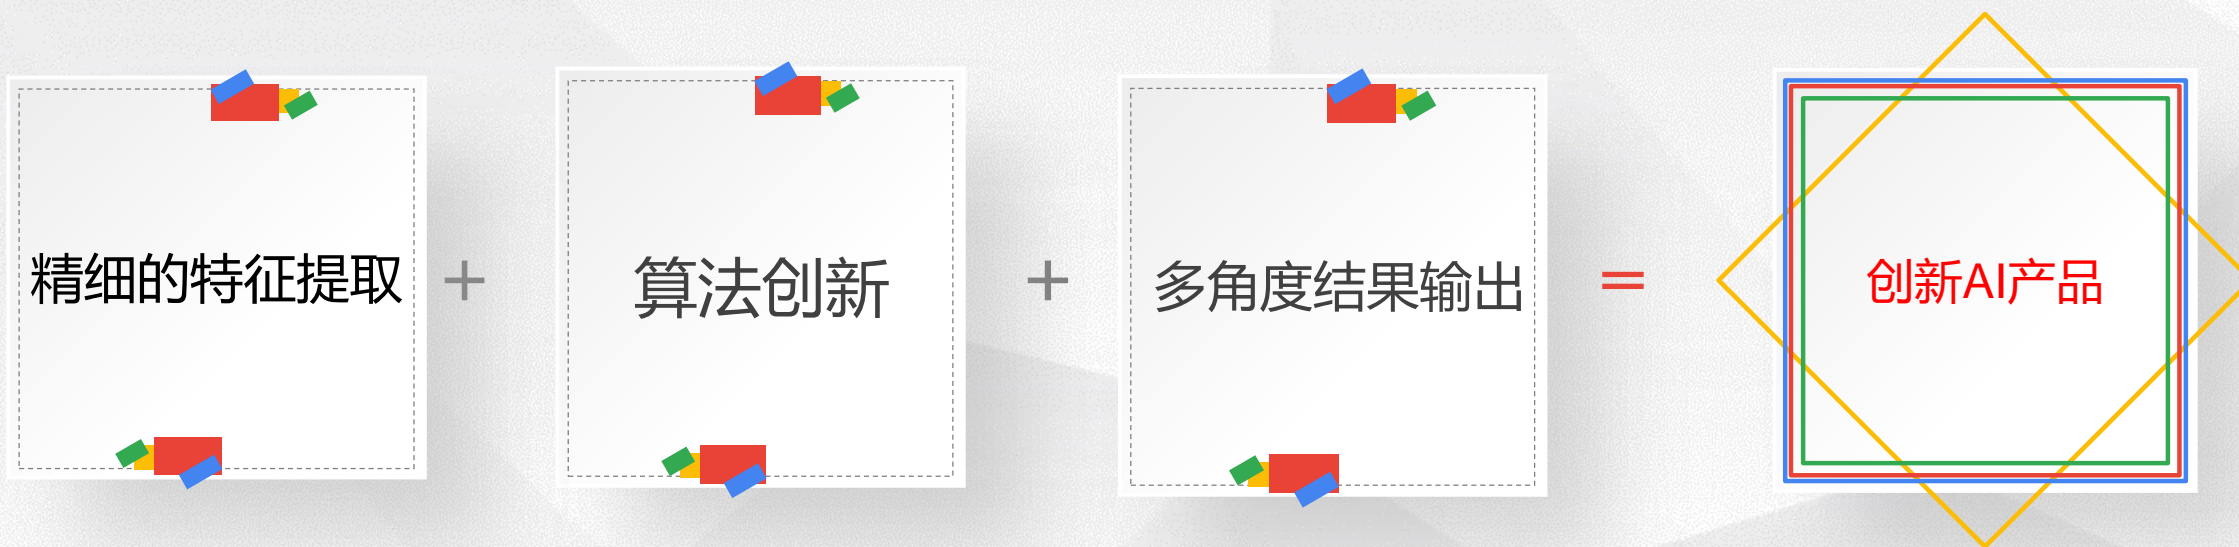 精细的特征提取
+
算法创新
+
多角度结果输出
=
创新AI产品